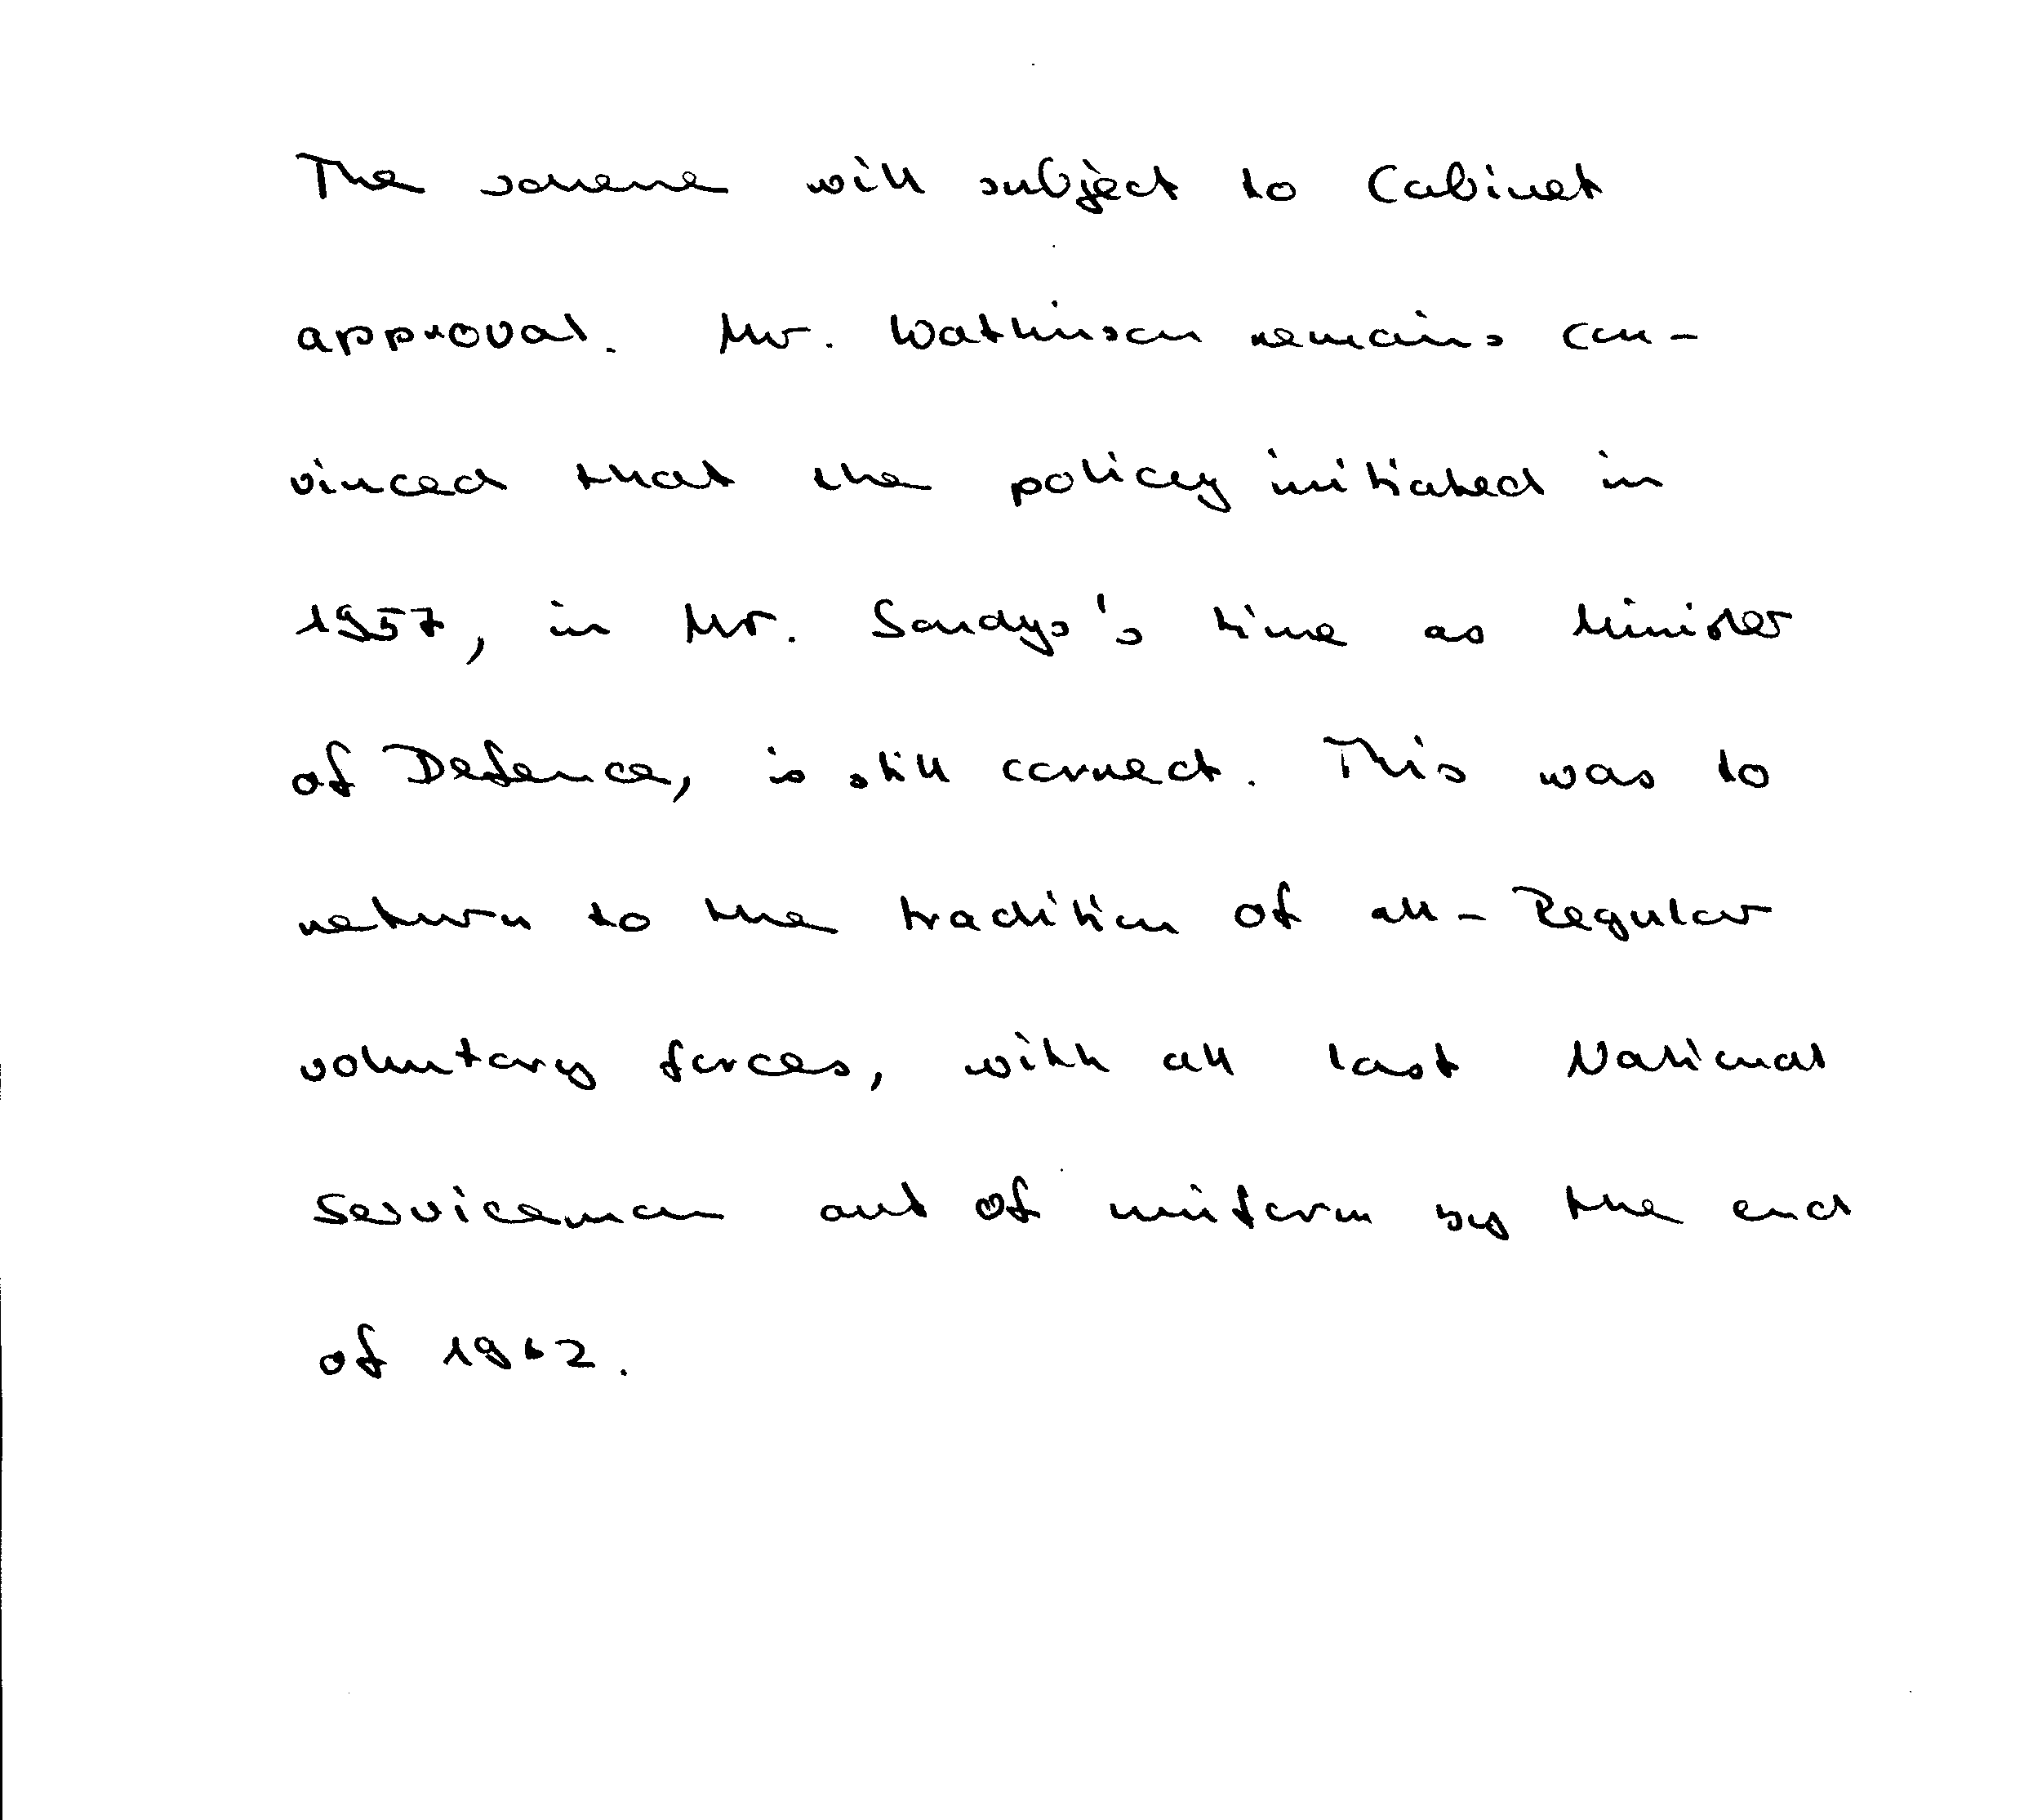 The scheme will subject to Cabinet
approval. Mr. Watkinson remains con-
vinced that the policy initiated in
1957, in Mr. Sandys's time as Minister
of Defence, is still correct. This was to
return to the tradition of all-Regular
voluntary forces, with all last National
Serviceman out of uniform by the end
of 1962.